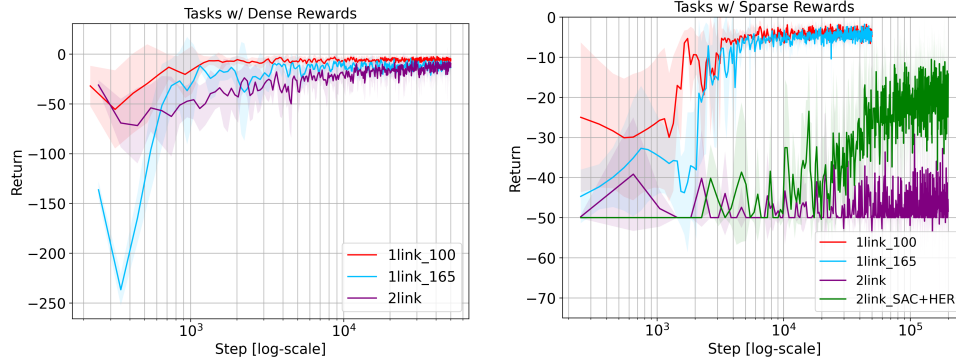 Tasks w/ Dense Rewards
0
−50
−100
−150
−200
−250
Return
10³
10⁴
Step [log-scale]
1link_100
1link_165
2link
Tasks w/ Sparse Rewards
0
−10
−20
−30
−40
−50
−60
−70
Return
10³
10⁴
10⁵
Step [log-scale]
1link_100
1link_165
2link
2link_SAC+HER